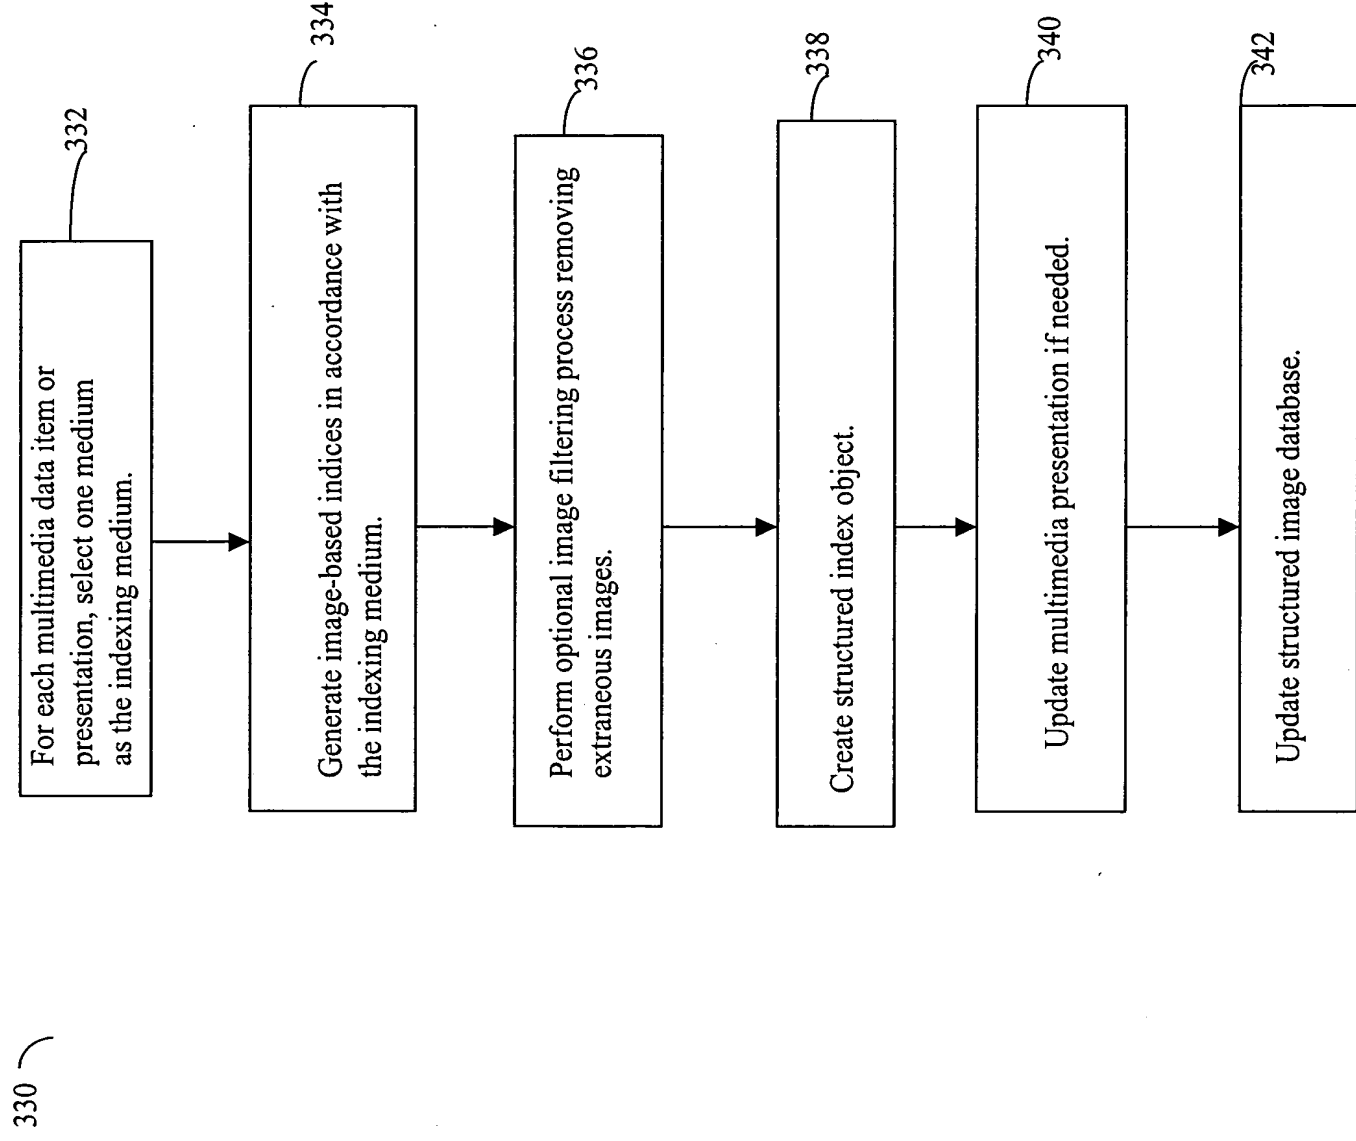 330
332
For each multimedia data item or
presentation, select one medium
as the indexing medium.
334
Generate image-based indices in accordance with
the indexing medium.
336
Perform optional image filtering process removing
extraneous images.
338
Create structured index object.
340
Update multimedia presentation if needed.
342
Update structured image database.